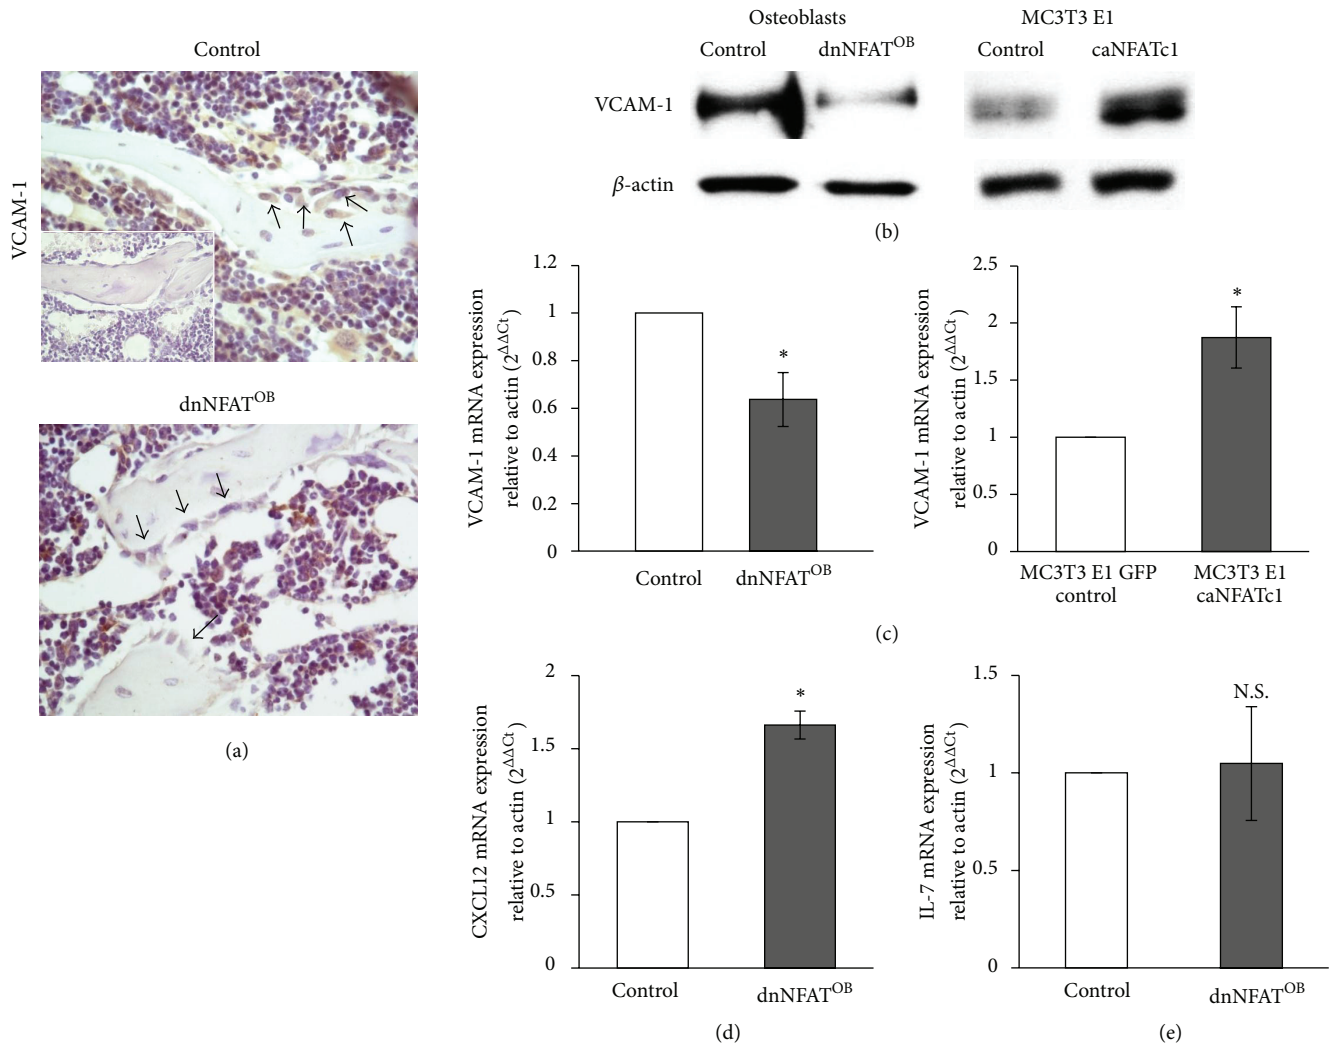 Control
VCAM-1
dnNFAT^OB
(a)
Osteoblasts
MC3T3 E1
Control
dnNFAT^OB
Control
caNFATc1
VCAM-1
β-actin
(b)
VCAM-1 mRNA expression
relative to actin (2^ΔΔCt)
1.2
1
0.8
0.6
0.4
0.2
0
*
Control
dnNFAT^OB
VCAM-1 mRNA expression
relative to actin (2^ΔΔCt)
2.5
2
1.5
1
0.5
0
*
MC3T3 E1 GFP
control
MC3T3 E1
caNFATc1
(c)
CXCL12 mRNA expression
relative to actin (2^ΔΔCt)
2
1.5
1
0.5
0
*
Control
dnNFAT^OB
(d)
IL-7 mRNA expression
relative to actin (2^ΔΔCt)
1.5
1
0.5
0
N.S.
Control
dnNFAT^OB
(e)